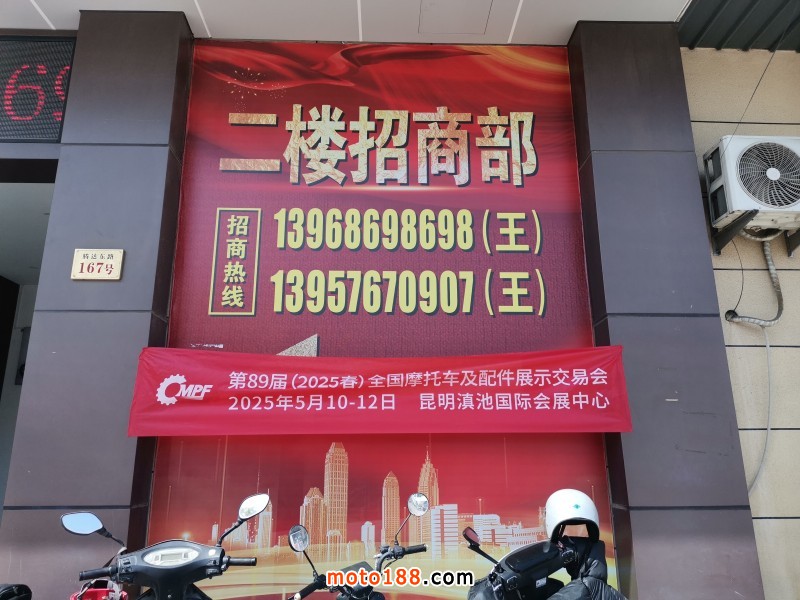 69
二楼招商部
招商热线
13968698698(王)
13957670907(王)
特达东路
167号
CMPF
第89届(2025春)全国摩托车及配件展示交易会
2025年5月10-12日 昆明滇池国际会展中心
moto188.com